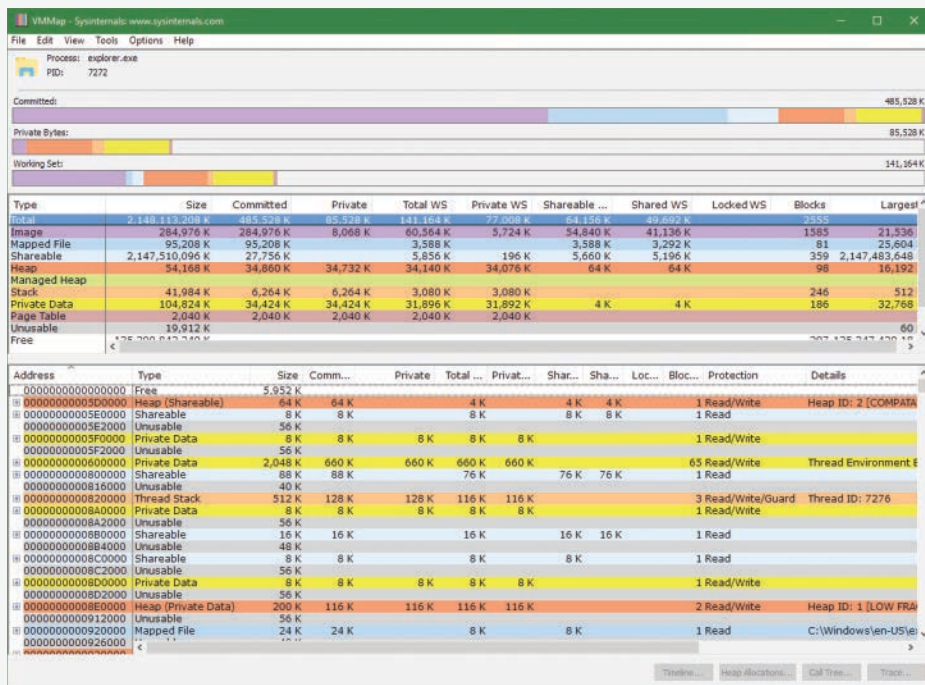 VMMap - Sysinternals: www.sysinternals.com
File Edit View Tools Options Help
Process: explorer.exe
PID: 7272
Committed: 485,528 K
Private Bytes: 85,528 K
Working Set: 141,164 K
Type Size Committed Private Total WS Private WS Shareable ... Shared WS Locked WS Blocks Largest
Total 2,148,113,208 K 485,528 K 85,528 K 141,164 K 77,008 K 64,156 K 49,692 K 2555
Image 284,976 K 284,976 K 8,068 K 60,564 K 5,724 K 54,840 K 41,136 K 1585 21,536
Mapped File 95,208 K 95,208 K 3,588 K 3,588 K 3,292 K 81 25,604
Shareable 2,147,510,096 K 27,756 K 5,856 K 196 K 5,660 K 5,196 K 359 2,147,483,648
Heap 54,168 K 34,860 K 34,732 K 34,140 K 34,076 K 64 K 64 K 98 16,192
Managed Heap
Stack 41,984 K 6,264 K 6,264 K 3,080 K 3,080 K 246 512
Private Data 104,824 K 34,424 K 34,424 K 31,896 K 31,892 K 4 K 4 K 186 32,768
Page Table 2,040 K 2,040 K 2,040 K 2,040 K 2,040 K
Unusable 19,912 K 60
Free
Address Type Size Comm... Private Total ... Privat... Shar... Sha... Loc... Bloc... Protection Details
0000000000000000 Free 5,952 K
00000000005D0000 Heap (Shareable) 64 K 64 K 4 K 4 K 4 K 1 Read/Write Heap ID: 2 [COMPATA
00000000005E0000 Shareable 8 K 8 K 8 K 8 K 8 K 1 Read
00000000005E2000 Unusable 56 K
00000000005F0000 Private Data 8 K 8 K 8 K 8 K 8 K 1 Read/Write
00000000005F2000 Unusable 56 K
0000000000600000 Private Data 2,048 K 660 K 660 K 660 K 660 K 65 Read/Write Thread Environment B
0000000000800000 Shareable 88 K 88 K 76 K 76 K 76 K 1 Read
0000000000816000 Unusable 40 K
0000000000820000 Thread Stack 512 K 128 K 128 K 116 K 116 K 3 Read/Write/Guard Thread ID: 7276
00000000008A0000 Private Data 8 K 8 K 8 K 8 K 8 K 1 Read/Write
00000000008A2000 Unusable 56 K
00000000008B0000 Shareable 16 K 16 K 16 K 16 K 16 K 1 Read
00000000008B4000 Unusable 48 K
00000000008C0000 Shareable 8 K 8 K 8 K 8 K 1 Read
00000000008C2000 Unusable 56 K
00000000008D0000 Private Data 8 K 8 K 8 K 8 K 8 K 1 Read/Write
00000000008D2000 Unusable 56 K
00000000008E0000 Heap (Private Data) 200 K 116 K 116 K 116 K 116 K 2 Read/Write Heap ID: 1 [LOW FRA
0000000000912000 Unusable 56 K
0000000000920000 Mapped File 24 K 24 K 8 K 8 K 1 Read C:\Windows\en-US\e
0000000000926000
Timeline... Heap Allocations... Call Tree... Trace...